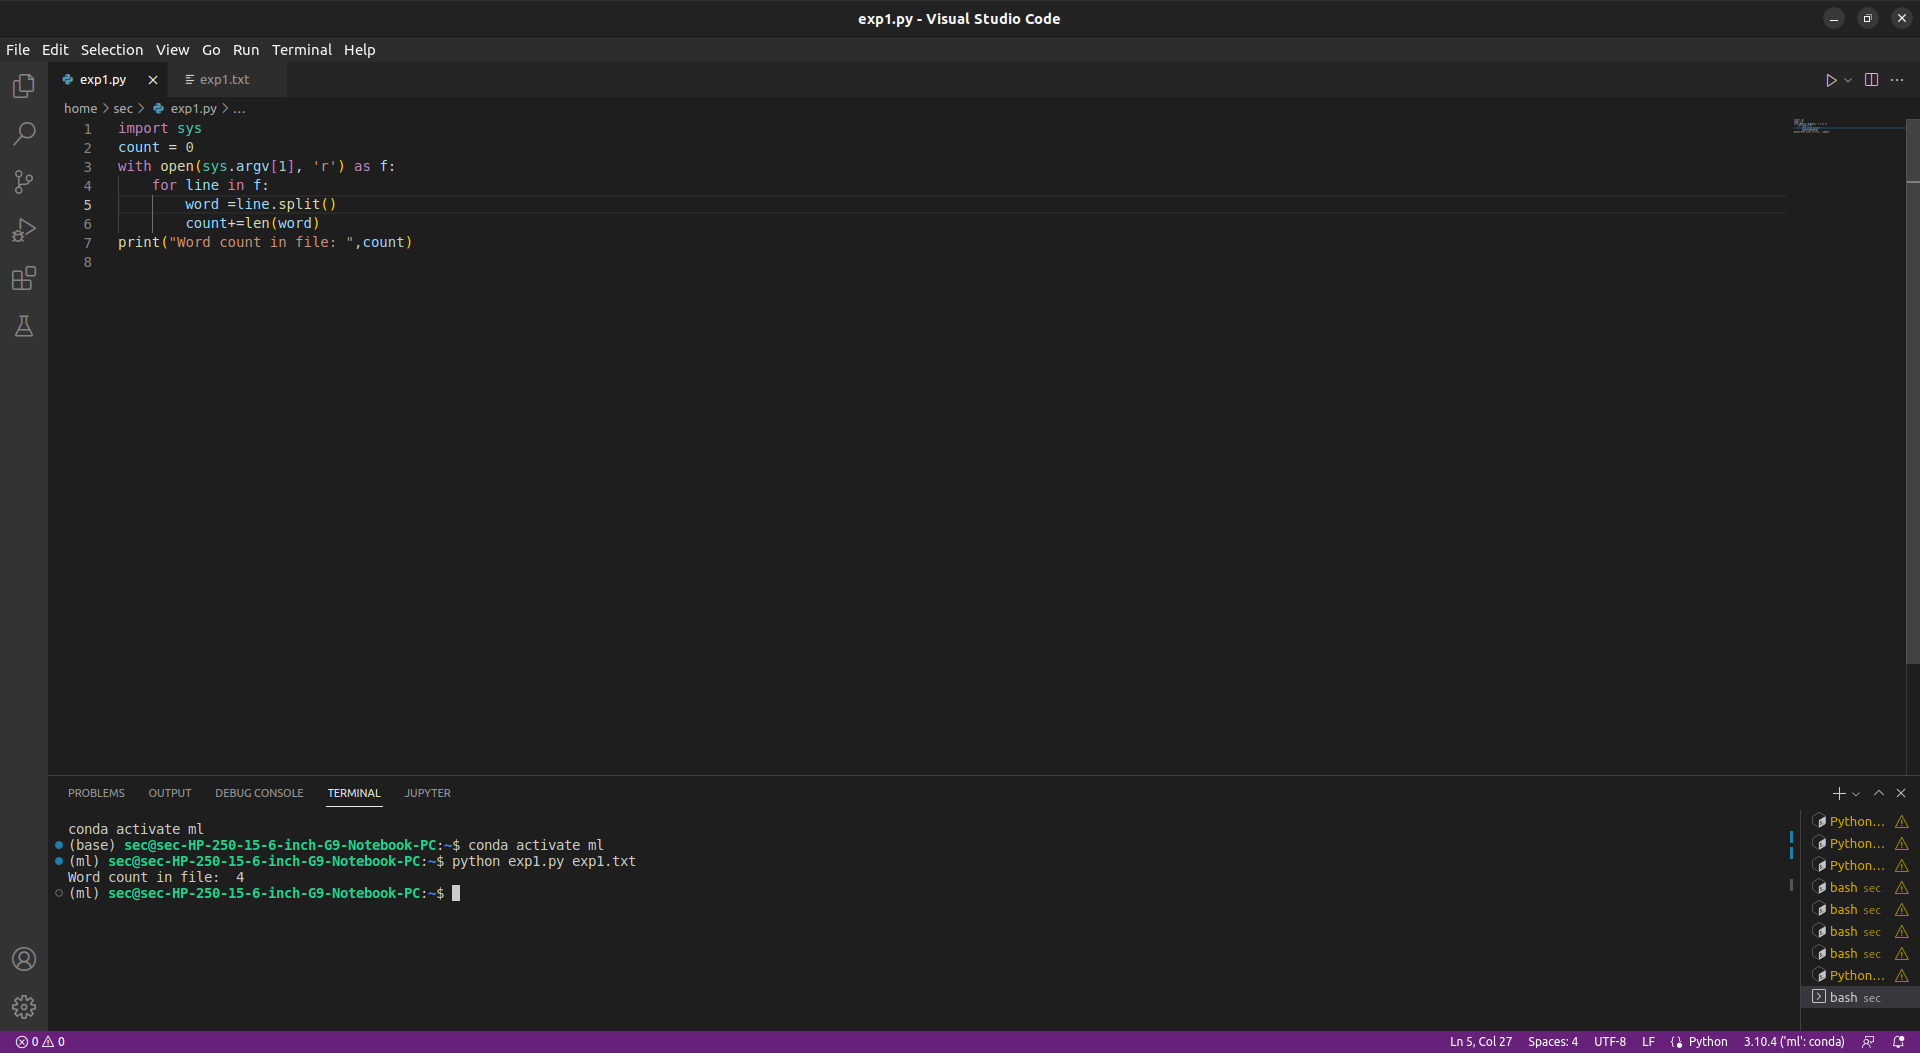 exp1.py - Visual Studio Code
File Edit Selection View Go Run Terminal Help
exp1.py exp1.txt
home > sec > exp1.py > ...
1 import sys
2 count = 0
3 with open(sys.argv[1], 'r') as f:
4 for line in f:
5 word =line.split()
6 count+=len(word)
7 print("Word count in file: ",count)
8
PROBLEMS OUTPUT DEBUG CONSOLE TERMINAL JUPYTER
conda activate ml
(base) sec@sec-HP-250-15-6-inch-G9-Notebook-PC:~$ conda activate ml
(ml) sec@sec-HP-250-15-6-inch-G9-Notebook-PC:~$ python exp1.py exp1.txt
Word count in file:  4
(ml) sec@sec-HP-250-15-6-inch-G9-Notebook-PC:~$
Python...
Python...
Python...
bash sec
bash sec
bash sec
bash sec
Python...
bash sec
0 0 Ln 5, Col 27 Spaces: 4 UTF-8 LF Python 3.10.4 ('ml': conda)